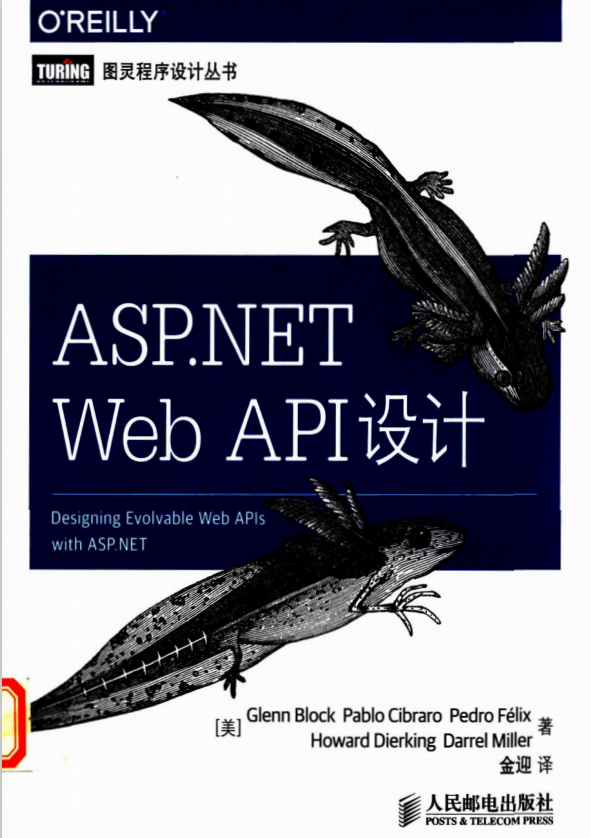 O'REILLY
TURING 图灵程序设计丛书
ASP.NET
Web API设计
Designing Evolvable Web APIs
with ASP.NET
[美] Glenn Block Pablo Cibraro Pedro Félix
Howard Dierking Darrel Miller 著
金迎 译
人民邮电出版社
POSTS & TELECOM PRESS